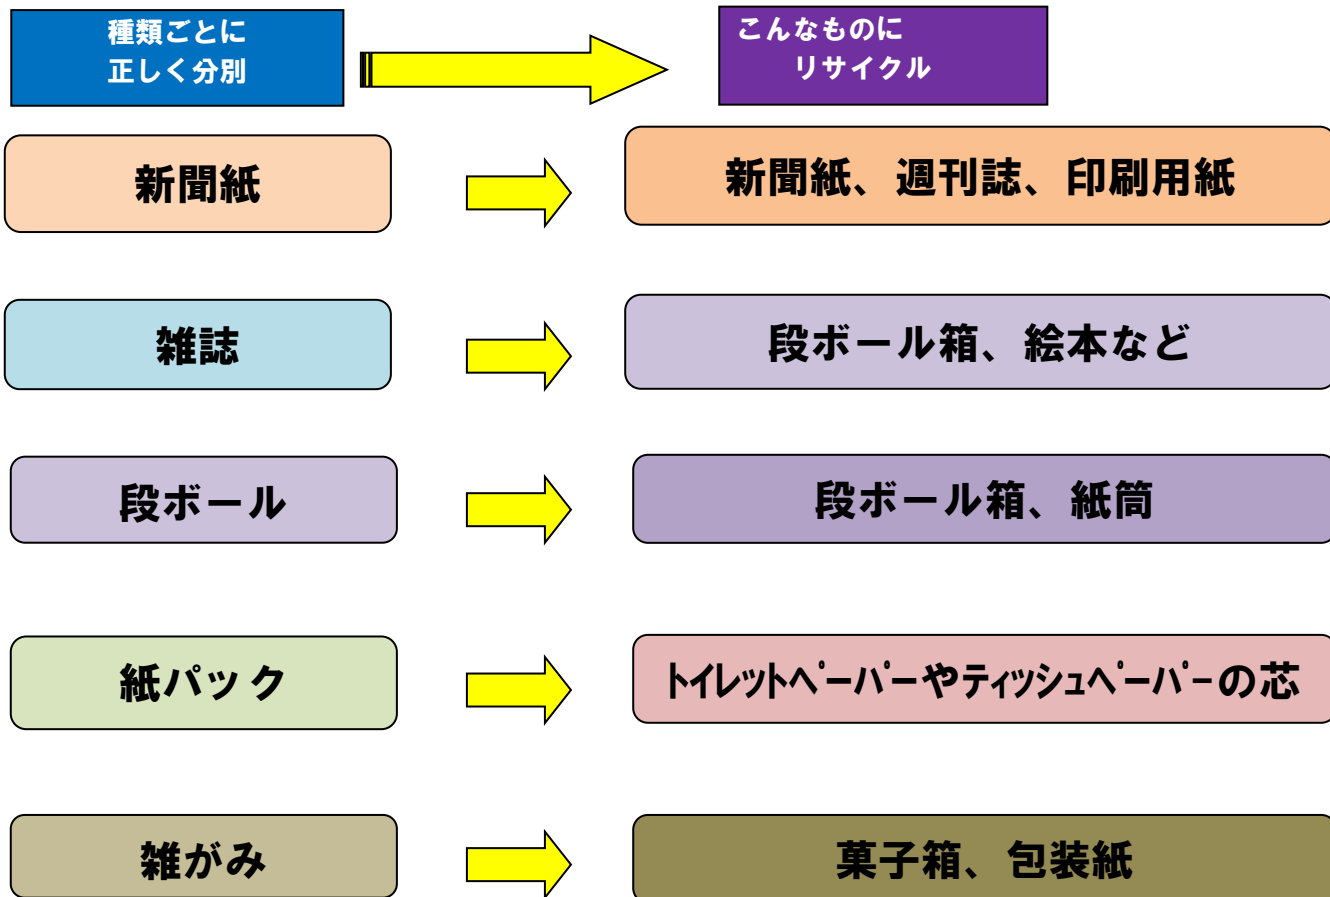 種類ごとに
正しく分別
こんなものに
リサイクル
新聞紙
新聞紙、週刊誌、印刷用紙
雑誌
段ボール箱、絵本など
段ボール
段ボール箱、紙筒
紙パック
ﾄｲﾚｯﾄﾍﾟｰﾊﾟｰやﾃｨｯｼｭﾍﾟｰﾊﾟｰの芯
雑がみ
菓子箱、包装紙